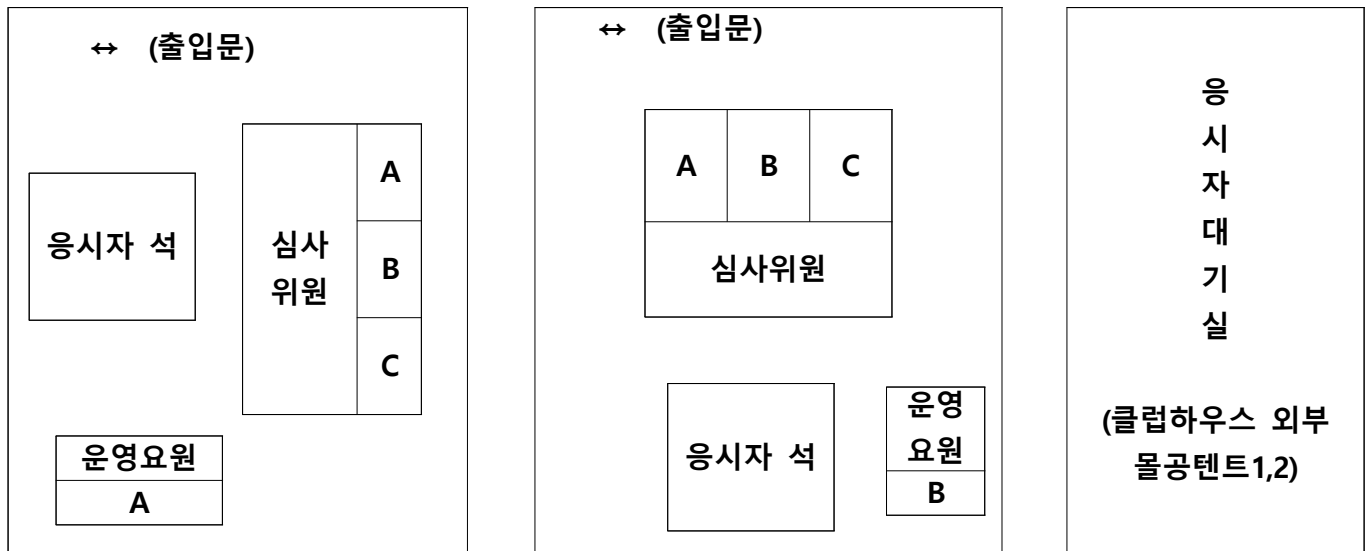 ↔ (출입문)
응시자 석
심사
위원
A
B
C
운영요원
A
↔ (출입문)
A B C
심사위원
응시자 석
운영
요원
B
응
시
자
대
기
실
(클럽하우스 외부
몰공텐트1,2)